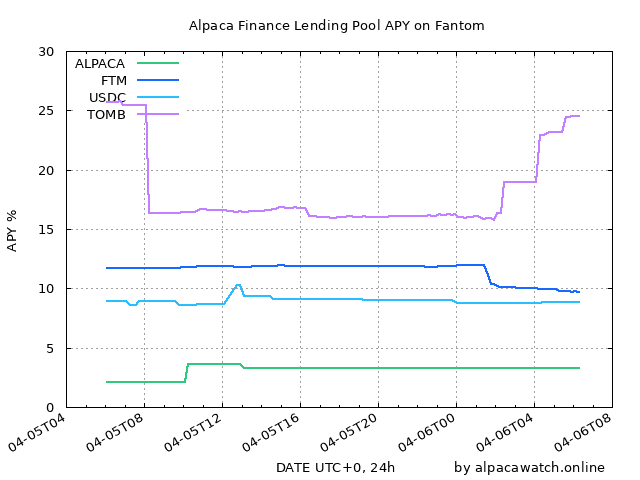 Alpaca Finance Lending Pool APY on Fantom
30
25
20
15
10
5
0
APY %
ALPACA
FTM
USDC
TOMB
04-05T04
04-05T08
04-05T12
04-05T16
04-05T20
04-06T00
04-06T04
04-06T08
DATE UTC+0, 24h
by alpacawatch.online